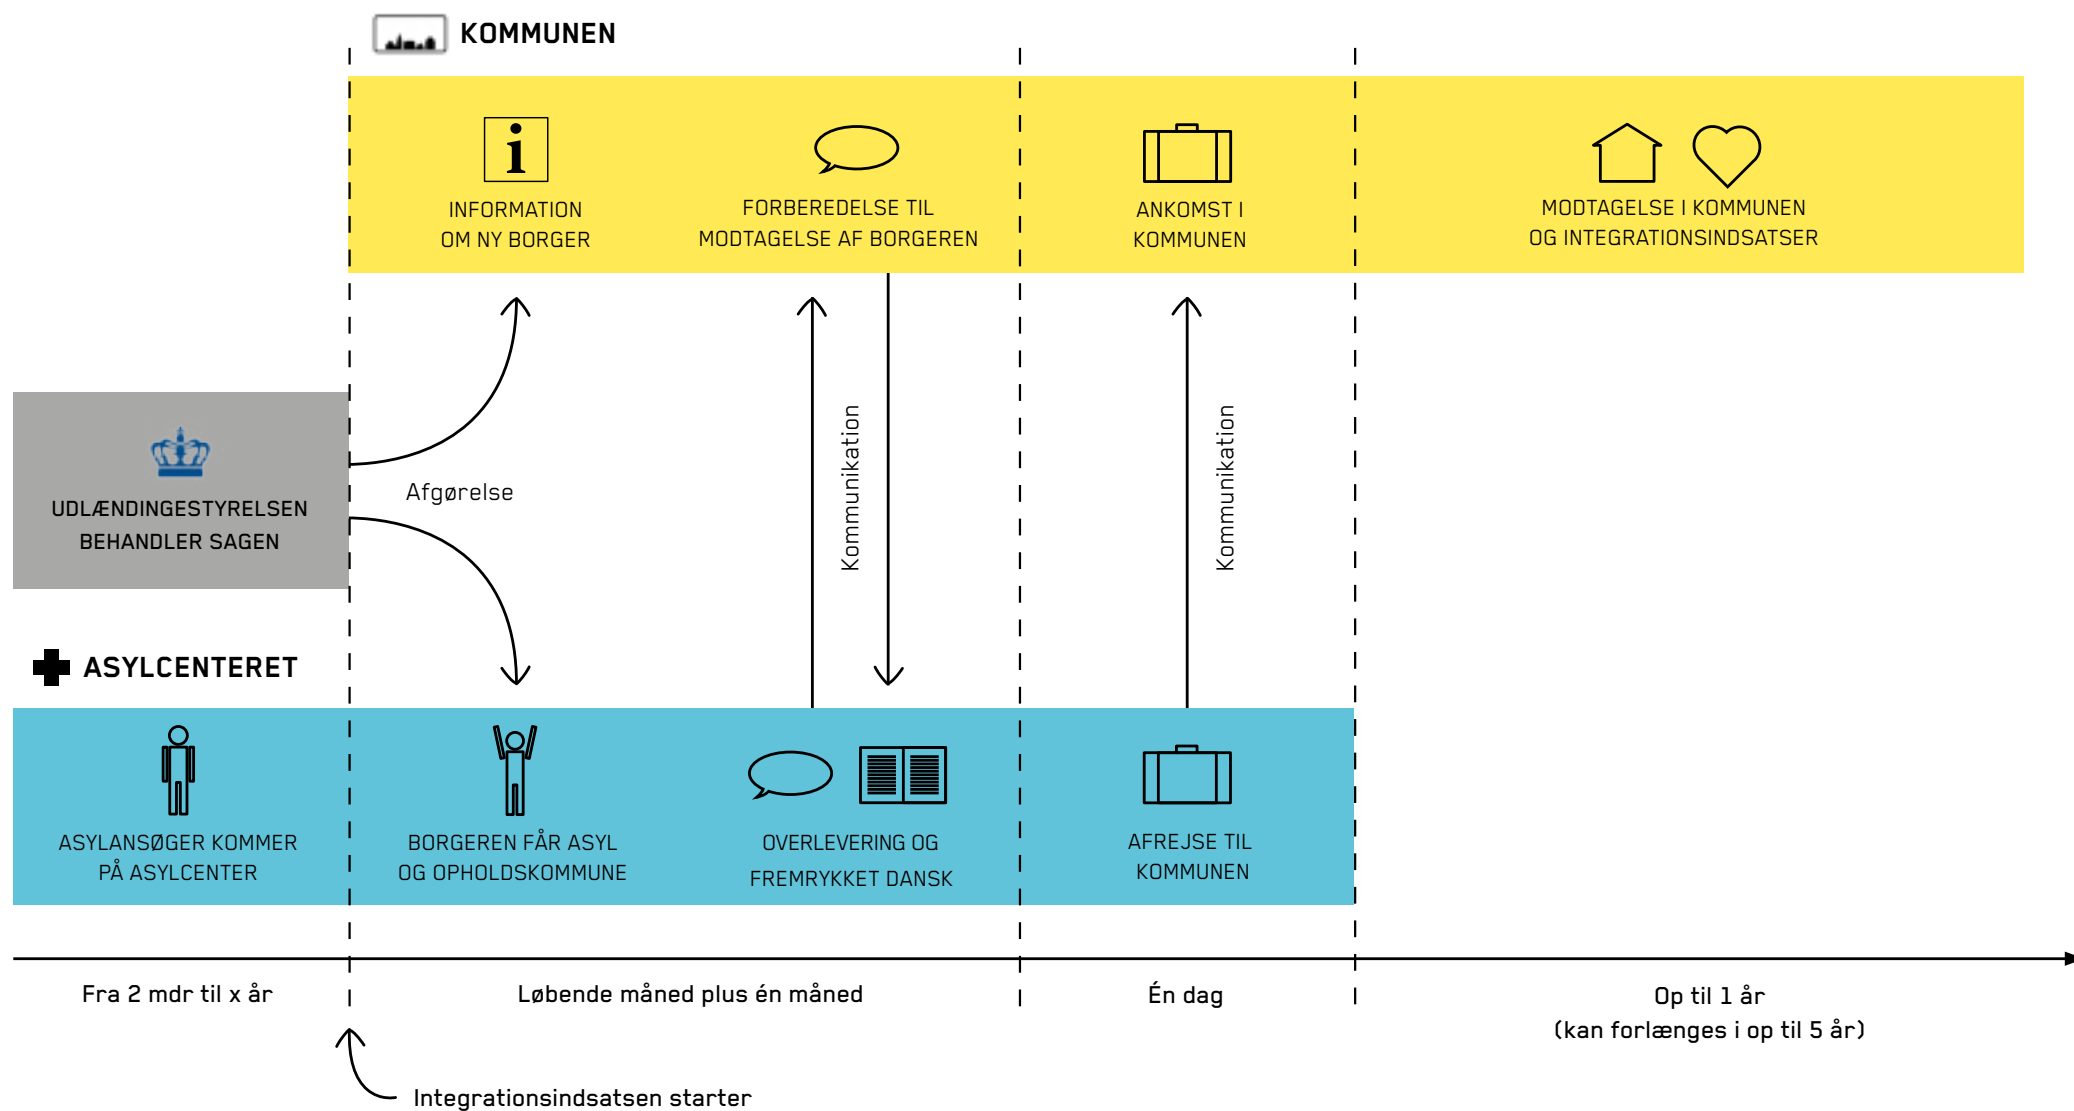 KOMMUNEN
i
INFORMATION
OM NY BORGER
FORBEREDELSE TIL
MODTAGELSE AF BORGEREN
ANKOMST I
KOMMUNEN
MODTAGELSE I KOMMUNEN
OG INTEGRATIONSINDSATSER
UDLÆNDINGESTYRELSEN
BEHANDLER SAGEN
Afgørelse
Kommunikation
Kommunikation
ASYLCENTERET
ASYLANSØGER KOMMER
PÅ ASYLCENTER
BORGEREN FÅR ASYL
OG OPHOLDSKOMMUNE
OVERLEVERING OG
FREMRYKKET DANSK
AFREJSE TIL
KOMMUNEN
Fra 2 mdr til x år
Løbende måned plus én måned
Én dag
Op til 1 år
(kan forlænges i op til 5 år)
Integrationsindsatsen starter